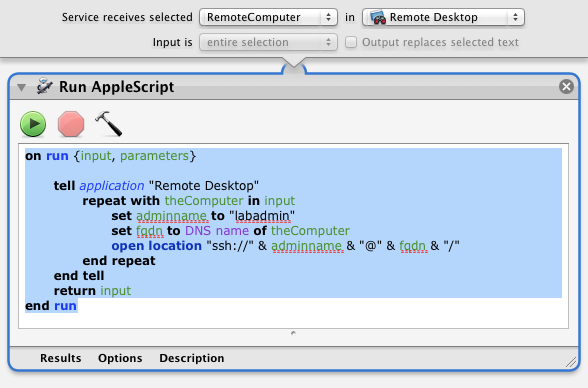 Service receives selected RemoteComputer in Remote Desktop
Input is entire selection Output replaces selected text
Run AppleScript
on run {input, parameters}
tell application "Remote Desktop"
repeat with theComputer in input
set adminname to "labadmin"
set fqdn to DNS name of theComputer
open location "ssh://" & adminname & "@" & fqdn & "/"
end repeat
end tell
return input
end run
Results Options Description